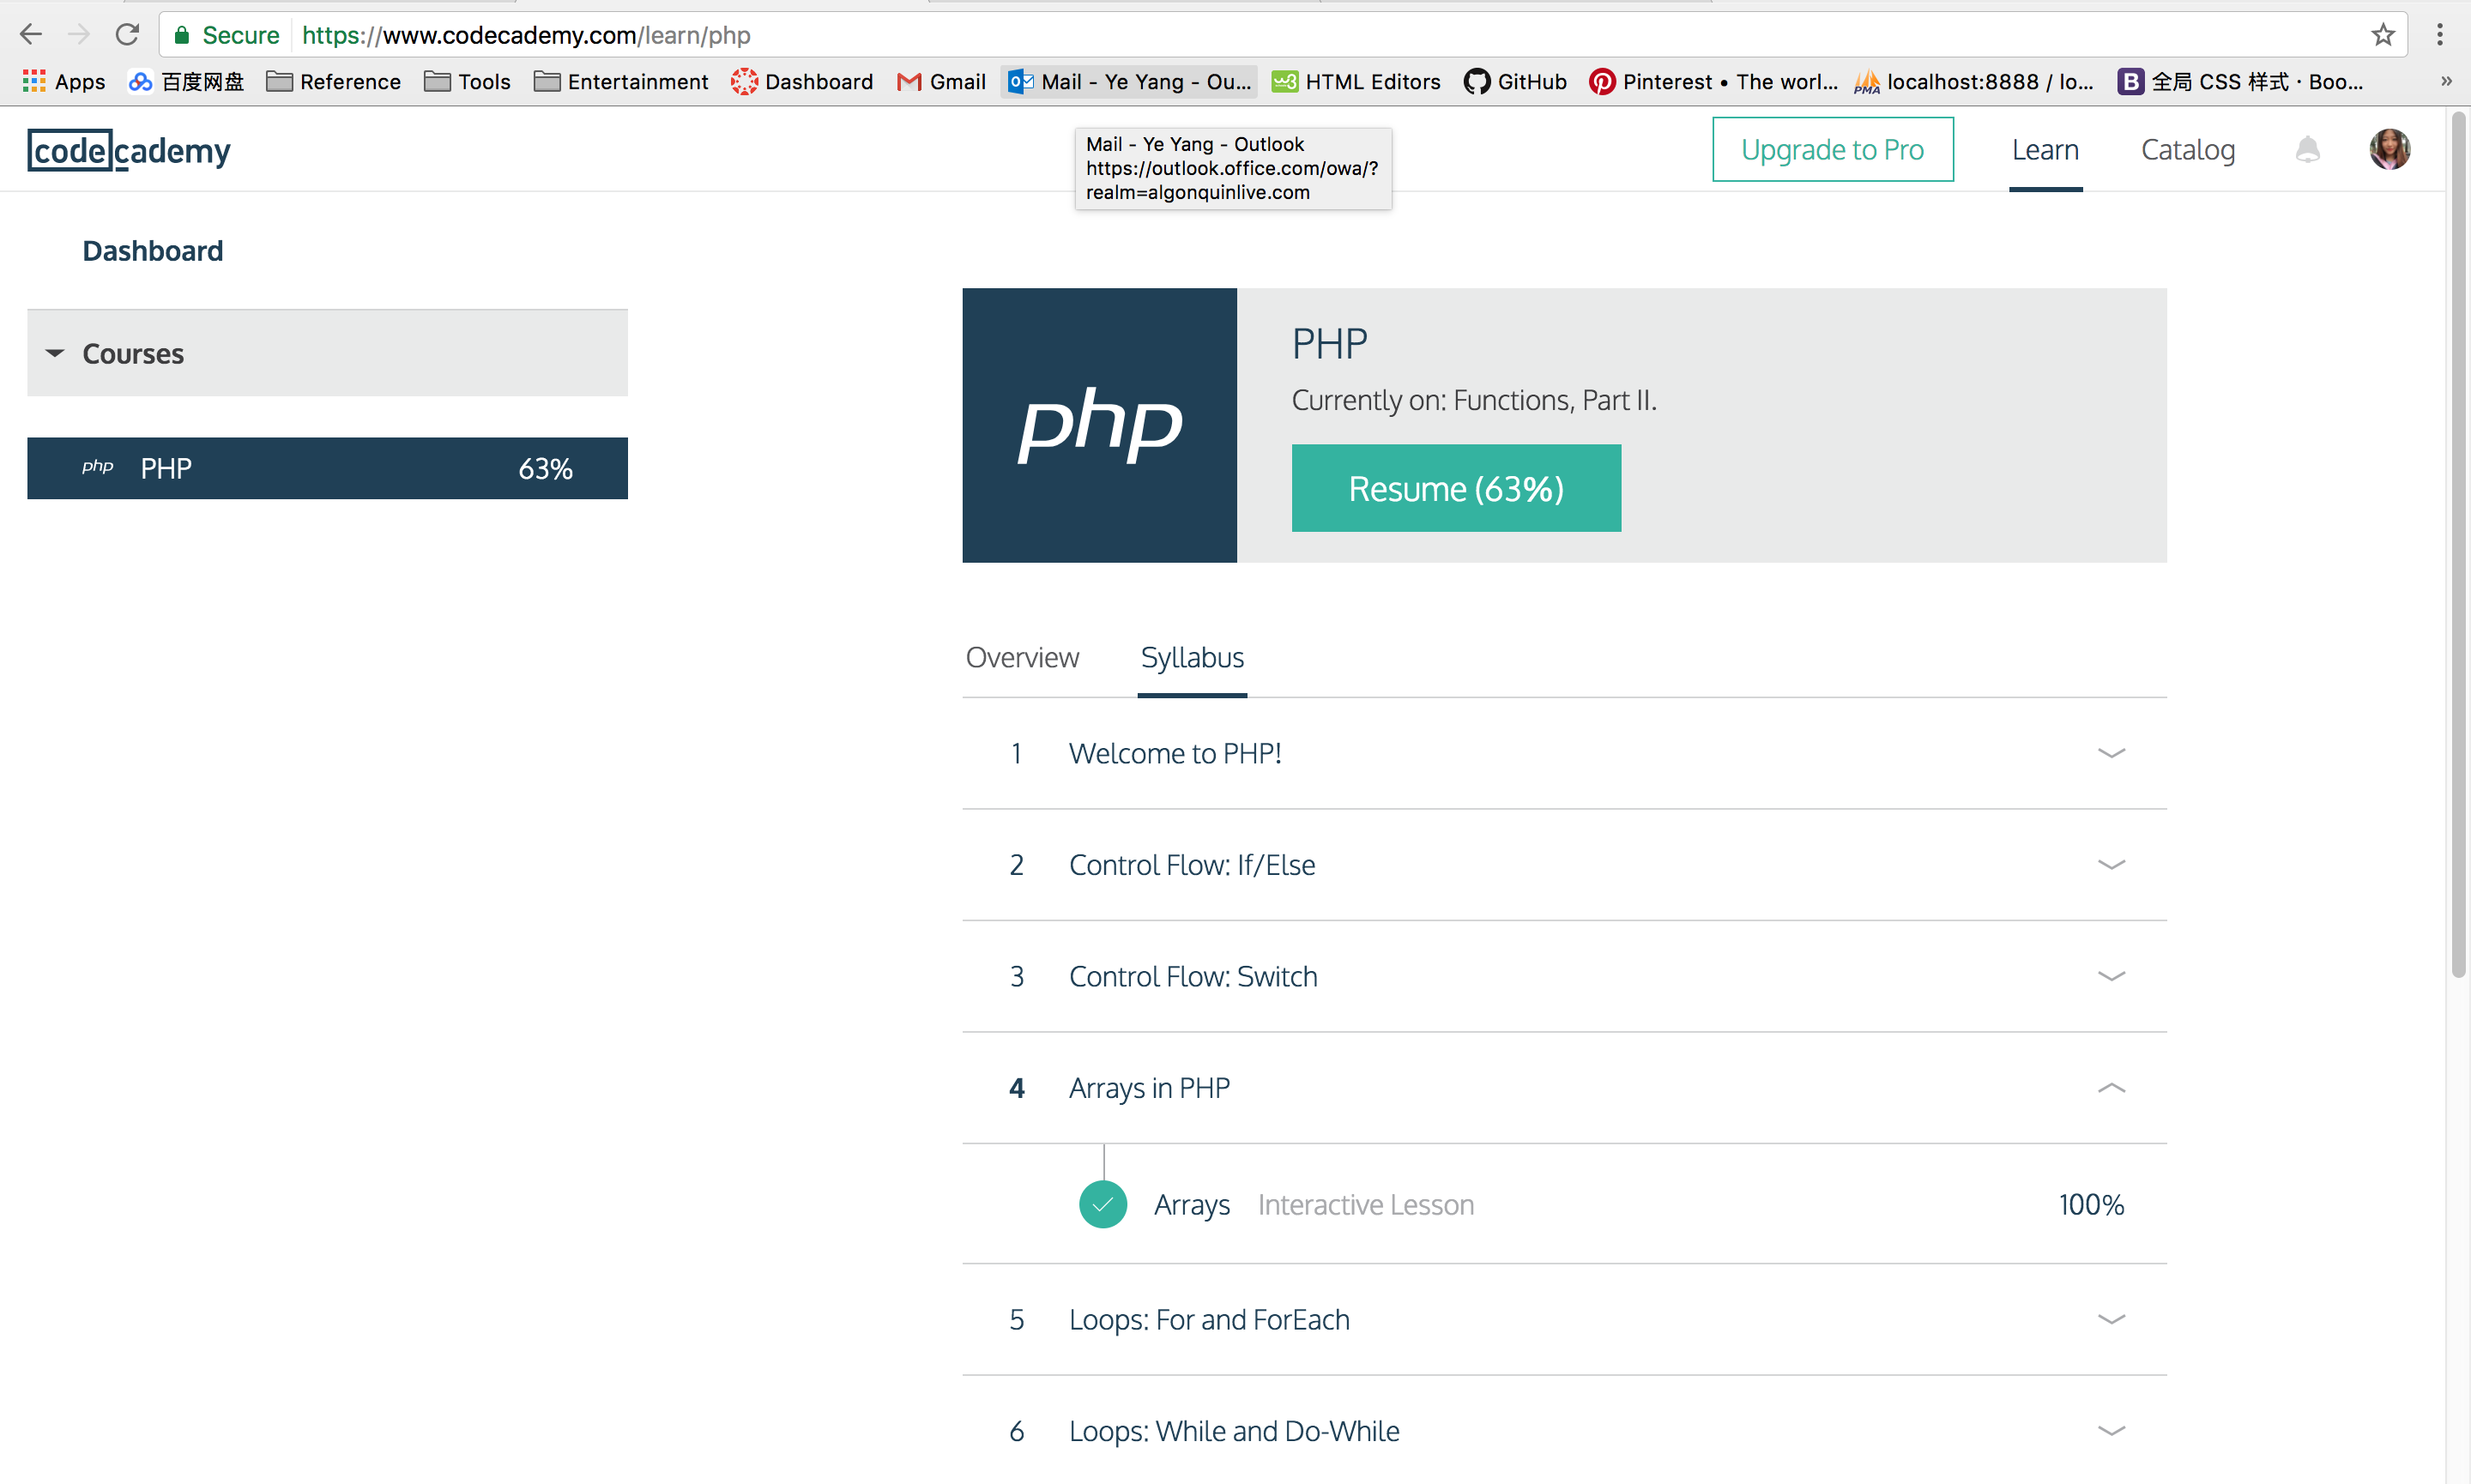 Secure https://www.codecademy.com/learn/php
Apps 百度网盘 Reference Tools Entertainment Dashboard Gmail Mail - Ye Yang - Ou... HTML Editors GitHub Pinterest • The worl... localhost:8888 / lo... 全局 CSS 样式 · Boo... »
codecademy
Mail - Ye Yang - Outlook
https://outlook.office.com/owa/?
realm=algonquinlive.com
Upgrade to Pro Learn Catalog
Dashboard
Courses
php PHP 63%
php
PHP
Currently on: Functions, Part II.
Resume (63%)
Overview Syllabus
1 Welcome to PHP!
2 Control Flow: If/Else
3 Control Flow: Switch
4 Arrays in PHP
Arrays Interactive Lesson 100%
5 Loops: For and ForEach
6 Loops: While and Do-While